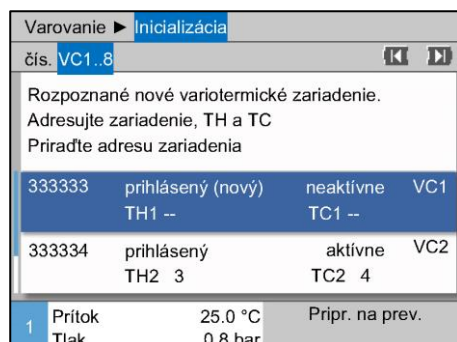 Varovanie ► Inicializácia
čís. VC1..8
Rozpoznané nové variotermické zariadenie.
Adresujte zariadenie, TH a TC
Priraďte adresu zariadenia
333333 prihlásený (nový) neaktívne VC1
TH1 -- TC1 --
333334 prihlásený aktívne VC2
TH2 3 TC2 4
1 Prítok 25.0 °C Pripr. na prev.
Tlak 0.8 bar